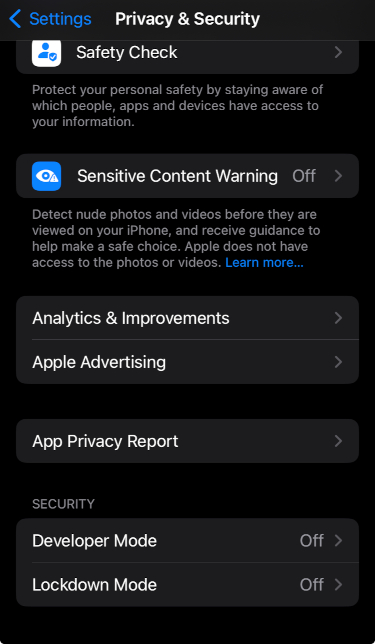 Settings
Privacy & Security
Safety Check
Protect your personal safety by staying aware of
which people, apps and devices have access to
your information.
Sensitive Content Warning Off
Detect nude photos and videos before they are
viewed on your iPhone, and receive guidance to
help make a safe choice. Apple does not have
access to the photos or videos. Learn more...
Analytics & Improvements
Apple Advertising
App Privacy Report
SECURITY
Developer Mode Off
Lockdown Mode Off